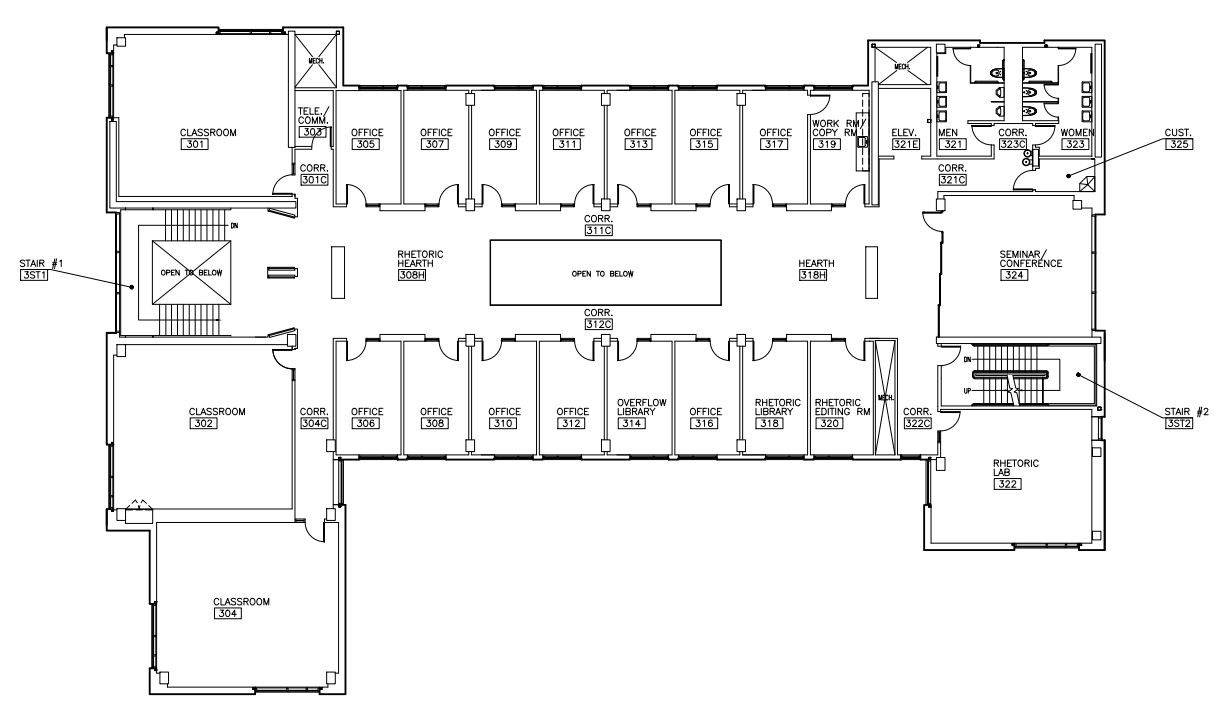 MECH.
MECH.
CLASSROOM
301
TELE./
COMM.
303
OFFICE
305
OFFICE
307
OFFICE
309
OFFICE
311
OFFICE
313
OFFICE
315
OFFICE
317
WORK RM/
COPY RM
319
ELEV.
321E
MEN
321
CORR.
323C
WOMEN
323
CUST.
325
CORR.
301C
CORR.
321C
DN
CORR.
311C
STAIR #1
3ST1
OPEN TO BELOW
RHETORIC
HEARTH
308H
OPEN TO BELOW
HEARTH
318H
SEMINAR/
CONFERENCE
324
CORR.
312C
DN
UP
CLASSROOM
302
CORR.
304C
OFFICE
306
OFFICE
308
OFFICE
310
OFFICE
312
OVERFLOW
LIBRARY
314
OFFICE
316
RHETORIC
LIBRARY
318
RHETORIC
EDITING RM
320
MECH.
CORR.
322C
STAIR #2
3ST2
RHETORIC
LAB
322
CLASSROOM
304